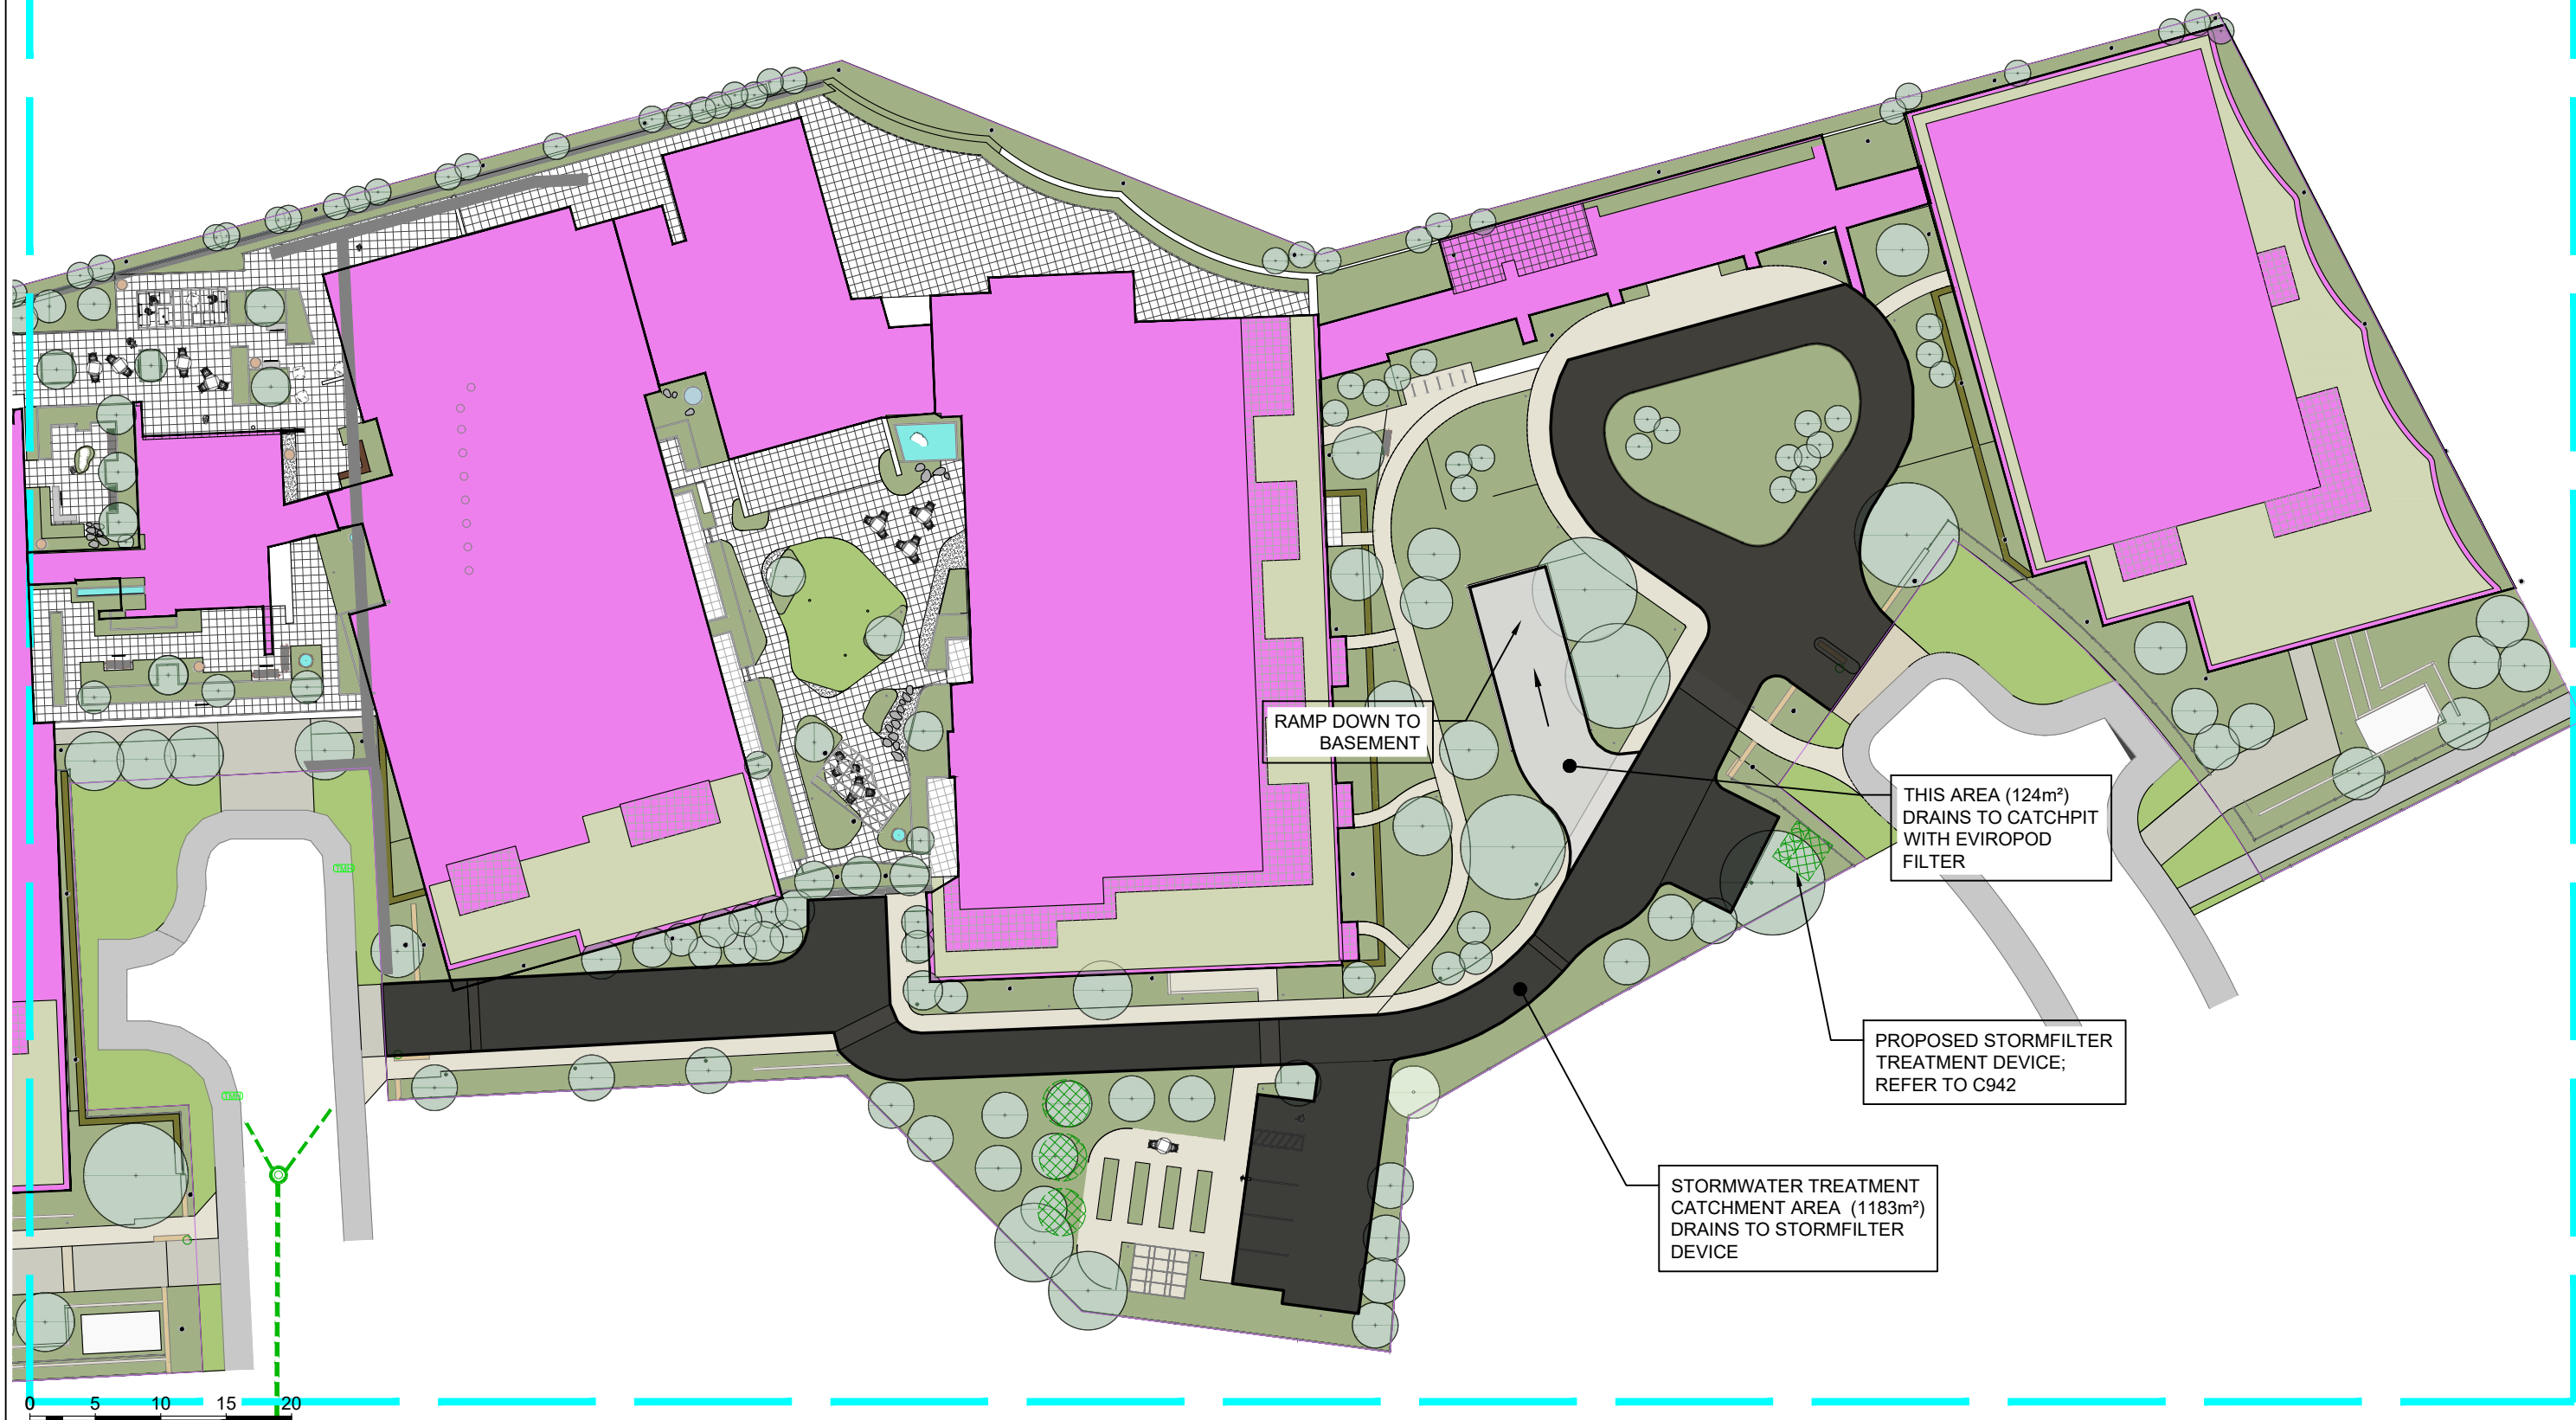 RAMP DOWN TO
BASEMENT
THIS AREA (124m²)
DRAINS TO CATCHPIT
WITH EVIROPOD
FILTER
PROPOSED STORMFILTER
TREATMENT DEVICE;
REFER TO C942
STORMWATER TREATMENT
CATCHMENT AREA (1183m²)
DRAINS TO STORMFILTER
DEVICE
0 5 10 15 20